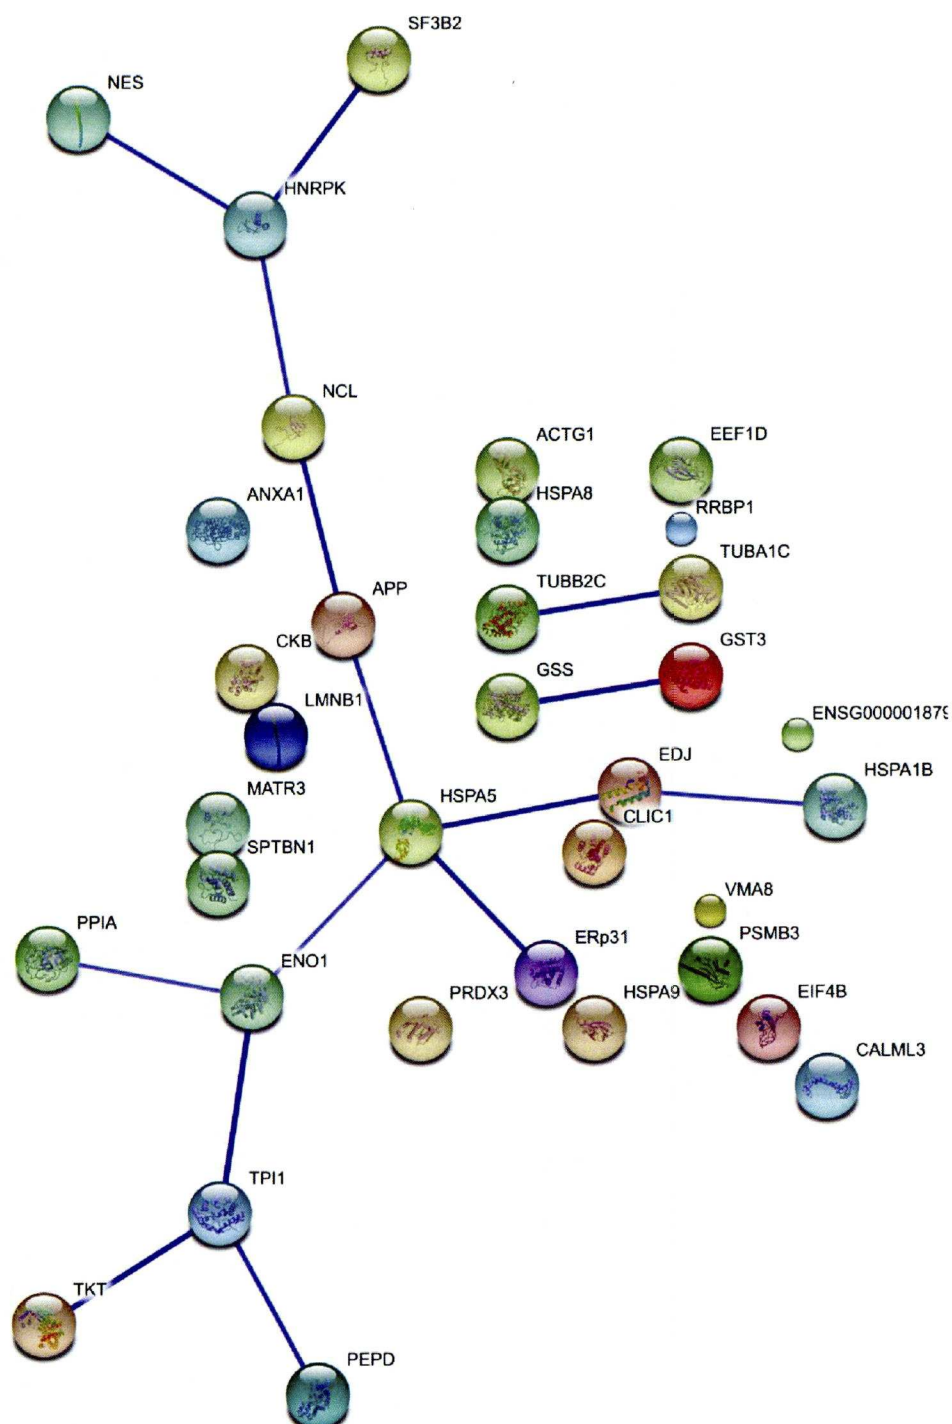 SF3B2
NES
HNRPK
NCL
ACTG1
EEF1D
ANXA1
HSPA8
RRBP1
TUBA1C
APP
TUBB2C
CKB
GSS
GST3
LMNB1
ENSG000001879
EDJ
HSPA1B
MATR3
HSPA5
CLIC1
SPTBN1
VMA8
PPIA
ENO1
ERp31
PSMB3
PRDX3
HSPA9
EIF4B
CALML3
TPI1
TKT
PEPD